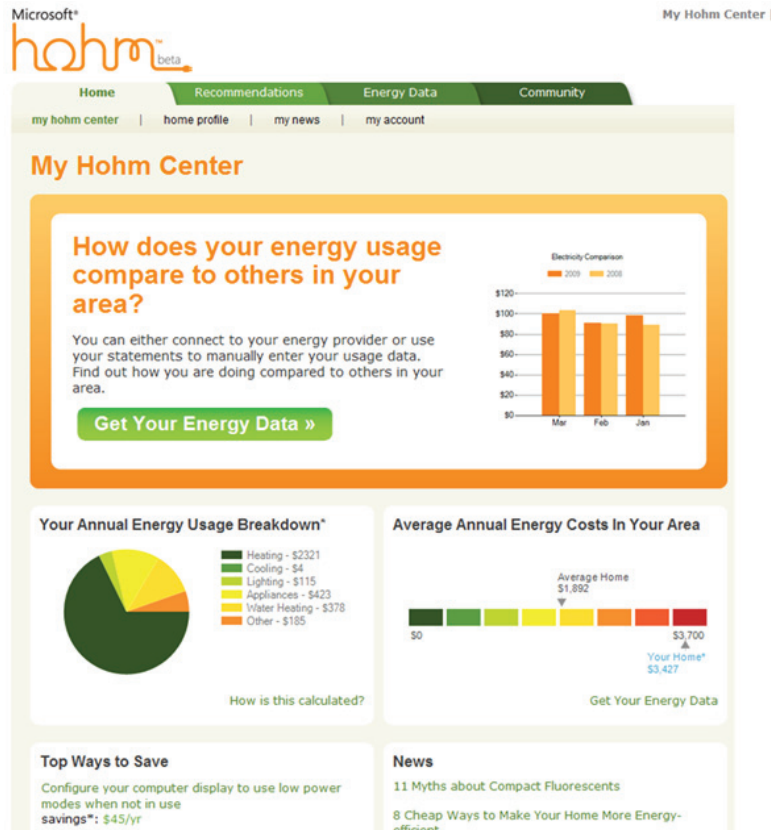 Microsoft®
My Hohm Center
hohm™ beta
Home
Recommendations
Energy Data
Community
my hohm center | home profile | my news | my account
My Hohm Center
How does your energy usage
compare to others in your
area?
You can either connect to your energy provider or use
your statements to manually enter your usage data.
Find out how you are doing compared to others in your
area.
Get Your Energy Data »
Electricity Comparison
2009 2008
$120
$100
$80
$60
$40
$20
$0
Mar Feb Jan
Your Annual Energy Usage Breakdown*
Heating - $2321
Cooling - $4
Lighting - $115
Appliances - $423
Water Heating - $378
Other - $185
How is this calculated?
Average Annual Energy Costs In Your Area
Average Home
$1,892
$0
$3,700
Your Home*
$3,427
Get Your Energy Data
Top Ways to Save
Configure your computer display to use low power
modes when not in use
savings*: $45/yr
News
11 Myths about Compact Fluorescents
8 Cheap Ways to Make Your Home More Energy-
efficient